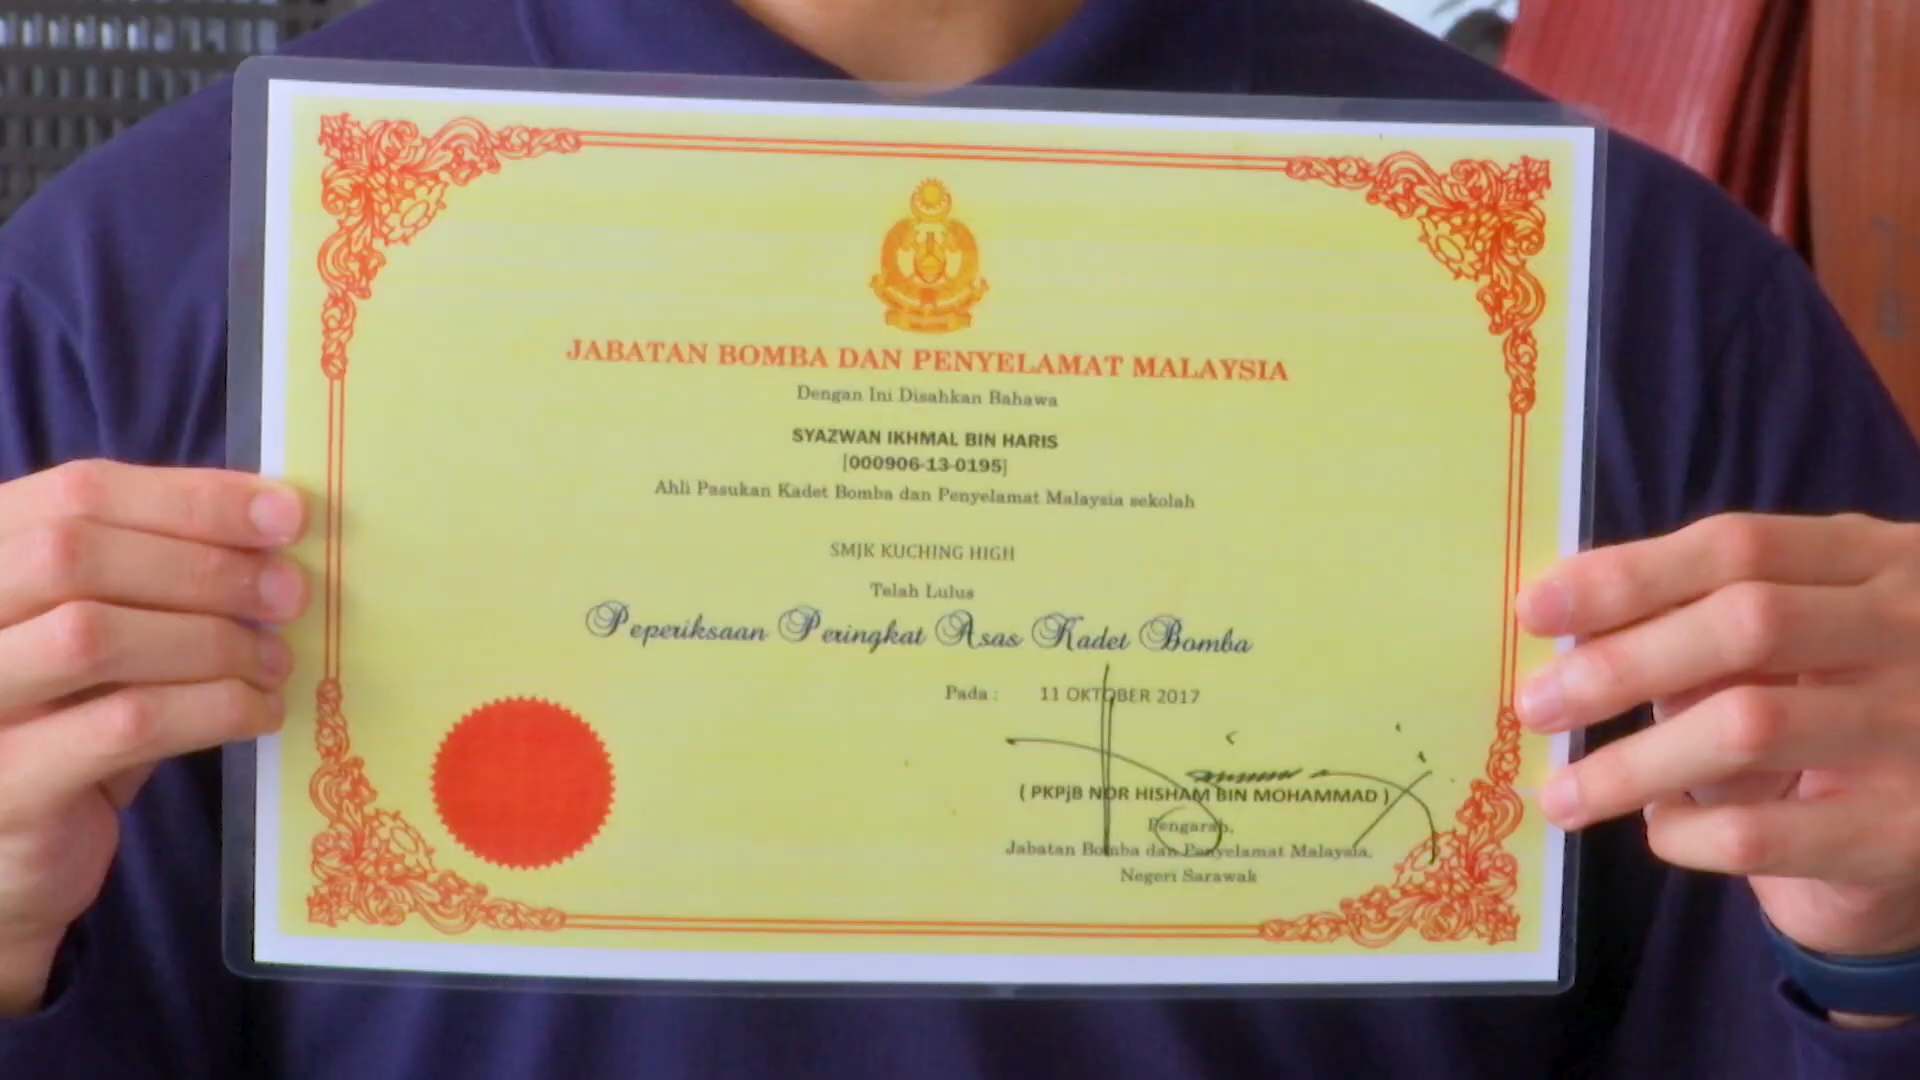 JABATAN BOMBA DAN PENYELAMAT MALAYSIA
Dengan Ini Disahkan Bahawa
SYAZWAN IKHMAL BIN HARIS
[000906-13-0195]
Ahli Pasukan Kadet Bomba dan Penyelamat Malaysia sekolah
SMJK KUCHING HIGH
Telah Lulus
Peperiksaan Peringkat Asas Kadet Bomba
Pada : 11 OKTOBER 2017
( PKPjB NOR HISHAM BIN MOHAMMAD )
Pengarah,
Jabatan Bomba dan Penyelamat Malaysia,
Negeri Sarawak